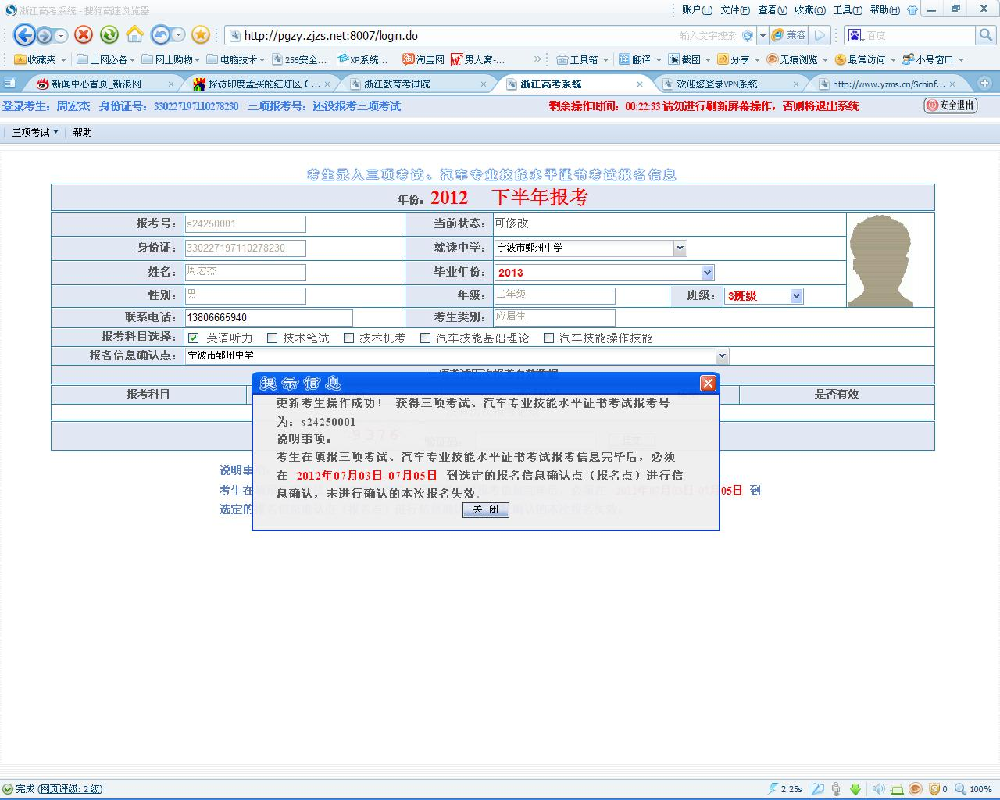 浙江高考系统 - 搜狗高速浏览器
账户(U) 文件(F) 查看(V) 收藏(O) 工具(T) 帮助(H)
http://pgzy.zjzs.net:8007/login.do 输入文字搜索 兼容 百度
收藏夹 上网必备 网上购物 电脑技术 256安全... XP系统... 淘宝网 男人窝-... 工具箱 翻译 截图 分享 无痕浏览 最常访问 小号窗口
新闻中心首页_新浪网 探访印度孟买的红灯区（... 浙江教育考试院 浙江高考系统 欢迎您登录VPN系统 http://www.yzms.cn/Schinf...
登录考生：周宏杰 身份证号：330227197110278230 三项报考号：还没报考三项考试 剩余操作时间：00:22:33 请勿进行刷新屏幕操作，否则将退出系统 安全退出
三项考试 帮助
考生录入三项考试、汽车专业技能水平证书考试报名信息
年份：2012 下半年报考
报考号： s24250001 当前状态： 可修改
身份证： 330227197110278230 就读中学： 宁波市鄞州中学
姓名： 周宏杰 毕业年份： 2013
性别： 男 年级： 二年级 班级： 3班级
联系电话： 13806665940 考生类别： 应届生
报考科目选择： 英语听力 技术笔试 技术机考 汽车技能基础理论 汽车技能操作技能
报名信息确认点： 宁波市鄞州中学
报考科目 是否有效
提示信息
更新考生操作成功！ 获得三项考试、汽车专业技能水平证书考试报考号
为：s24250001
说明事项：
考生在填报三项考试、汽车专业技能水平证书考试报考信息完毕后，必须
在 2012年07月03日-07月05日 到选定的报名信息确认点（报名点）进行信
息确认，未进行确认的本次报名失效.
关 闭
9376
验证码：
说明事
考生在 2012年07月03日-07月05日 到
选定的
完成 (网页评级: 2 级) 2.25s 0 100%